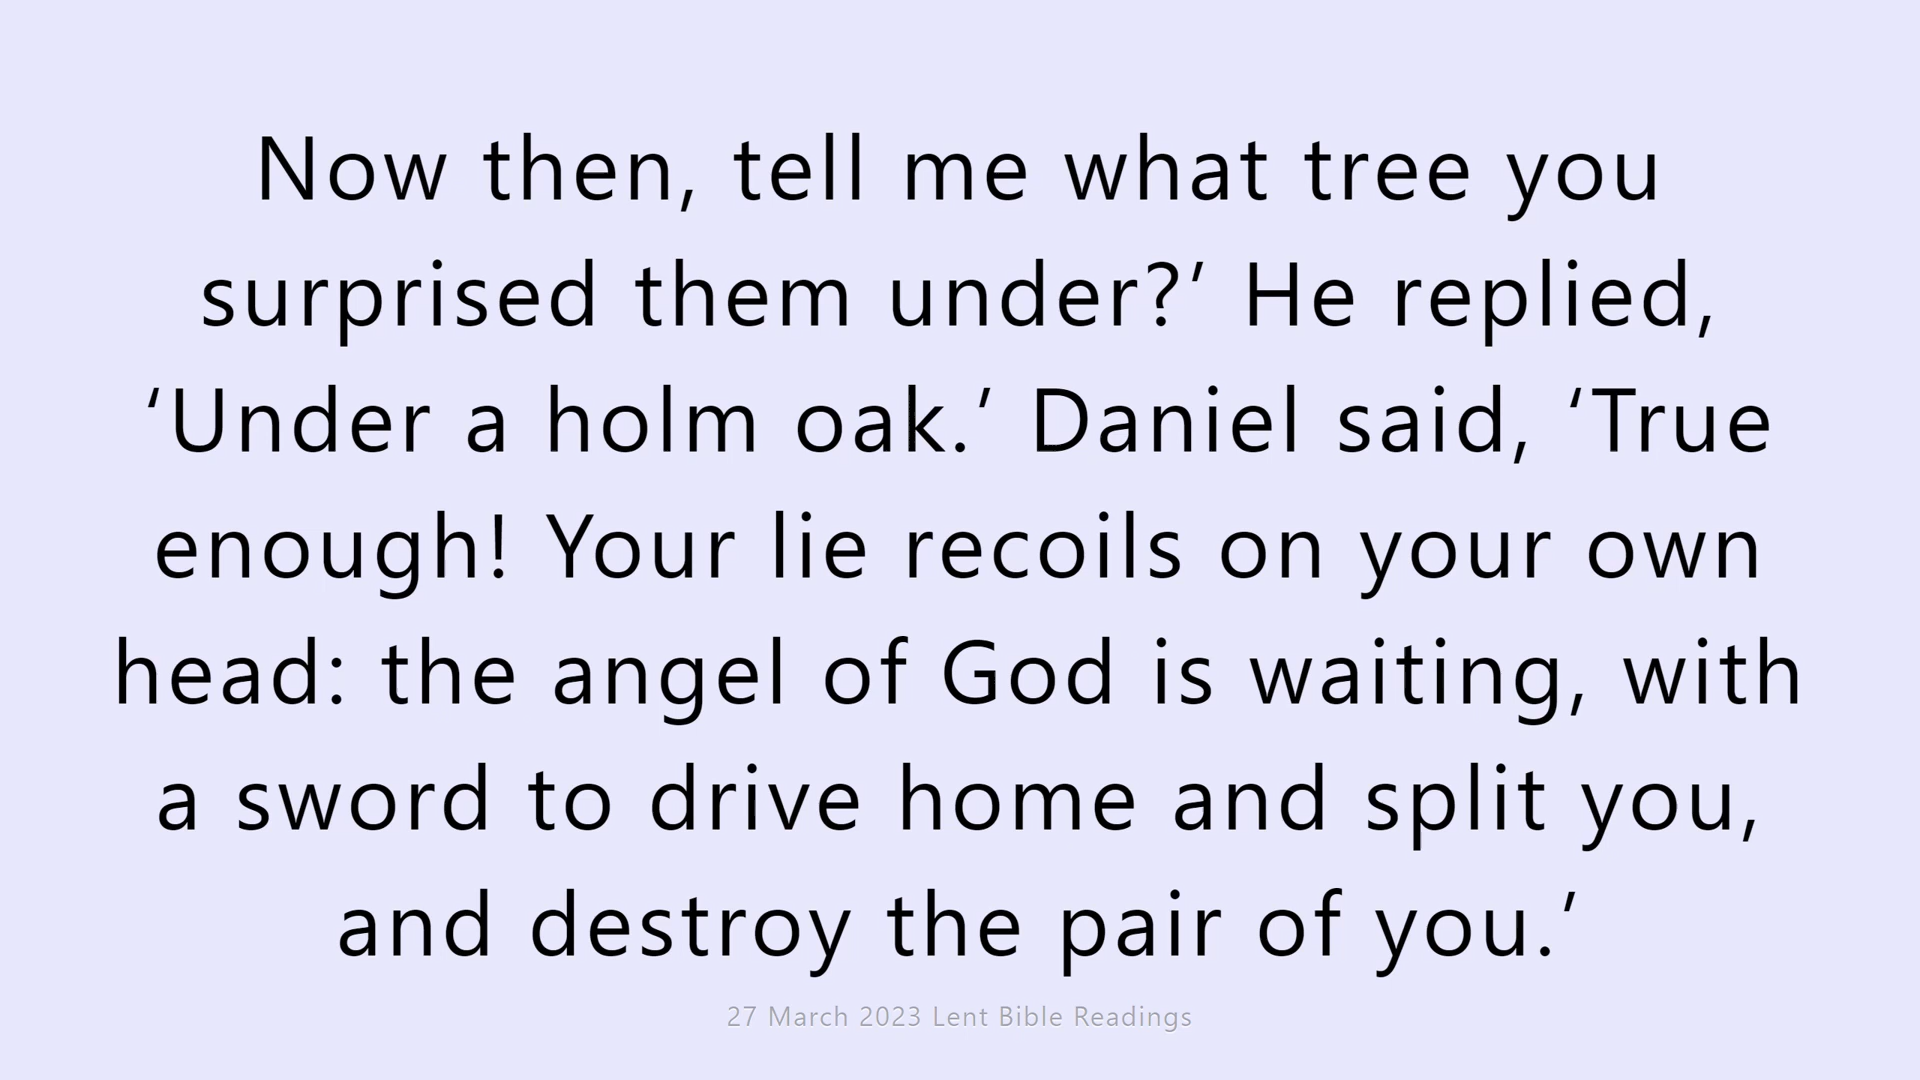 Now then, tell me what tree you
surprised them under?’ He replied,
‘Under a holm oak.’ Daniel said, ‘True
enough! Your lie recoils on your own
head: the angel of God is waiting, with
a sword to drive home and split you,
and destroy the pair of you.’
27 March 2023 Lent Bible Readings